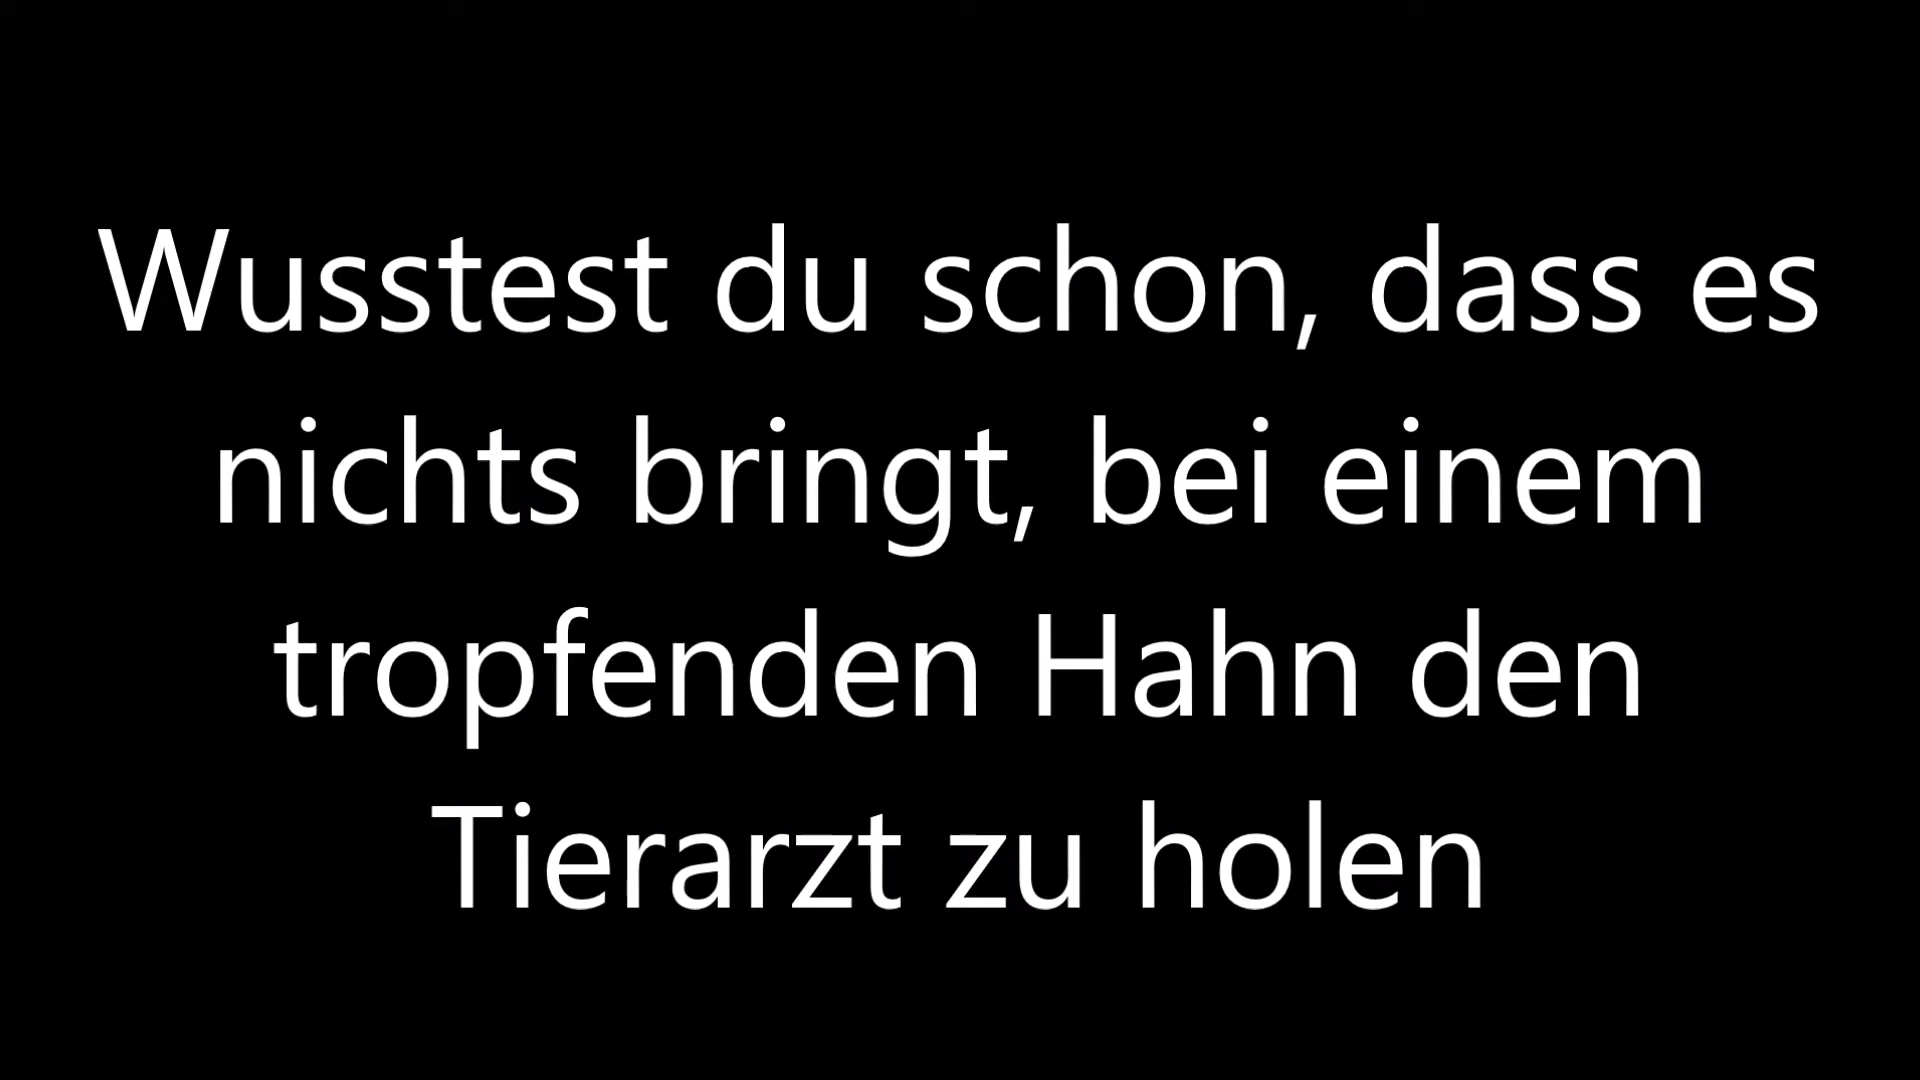 Wusstest du schon, dass es
nichts bringt, bei einem
tropfenden Hahn den
Tierarzt zu holen